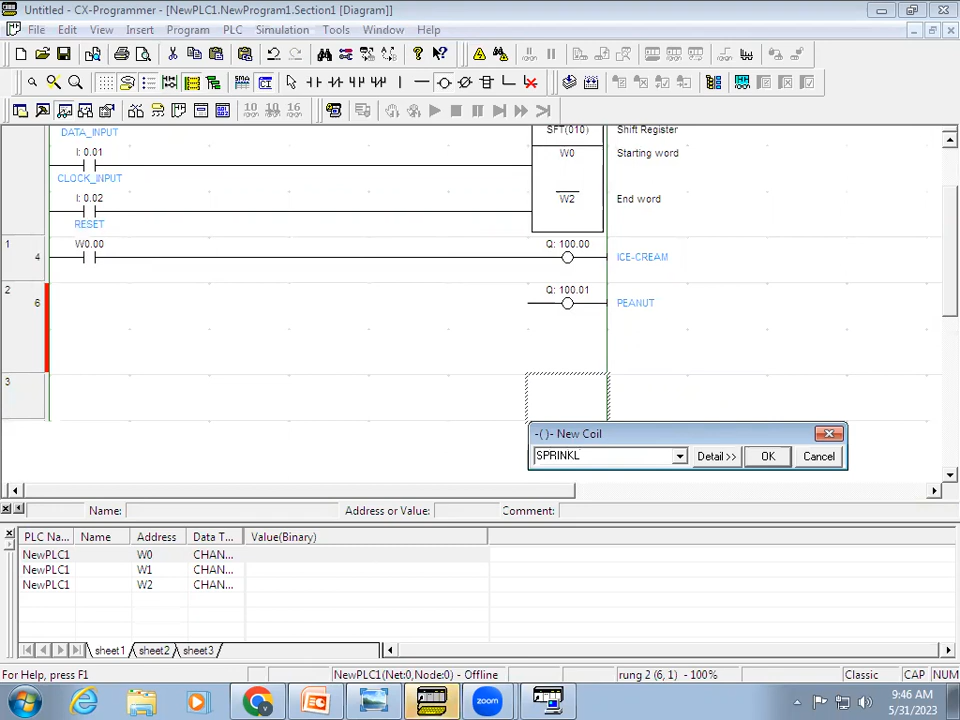 Untitled - CX-Programmer - [NewPLC1.NewProgram1.Section1 [Diagram]]
File Edit View Insert Program PLC Simulation Tools Window Help
10 10 16
DATA_INPUT
I: 0.01
CLOCK_INPUT
I: 0.02
RESET
SFT(010)
Shift Register
W0
Starting word
W2
End word
1
4
W0.00
Q: 100.00
ICE-CREAM
2
6
Q: 100.01
PEANUT
3
-( )- New Coil
SPRINKL
Detail >>
OK
Cancel
Name:
Address or Value:
Comment:
PLC Na... Name Address Data T... Value(Binary)
NewPLC1 W0 CHAN...
NewPLC1 W1 CHAN...
NewPLC1 W2 CHAN...
sheet1 sheet2 sheet3
For Help, press F1
NewPLC1(Net:0,Node:0) - Offline
rung 2 (6, 1) - 100%
Classic
CAP
NUM
zoom
9:46 AM
5/31/2023